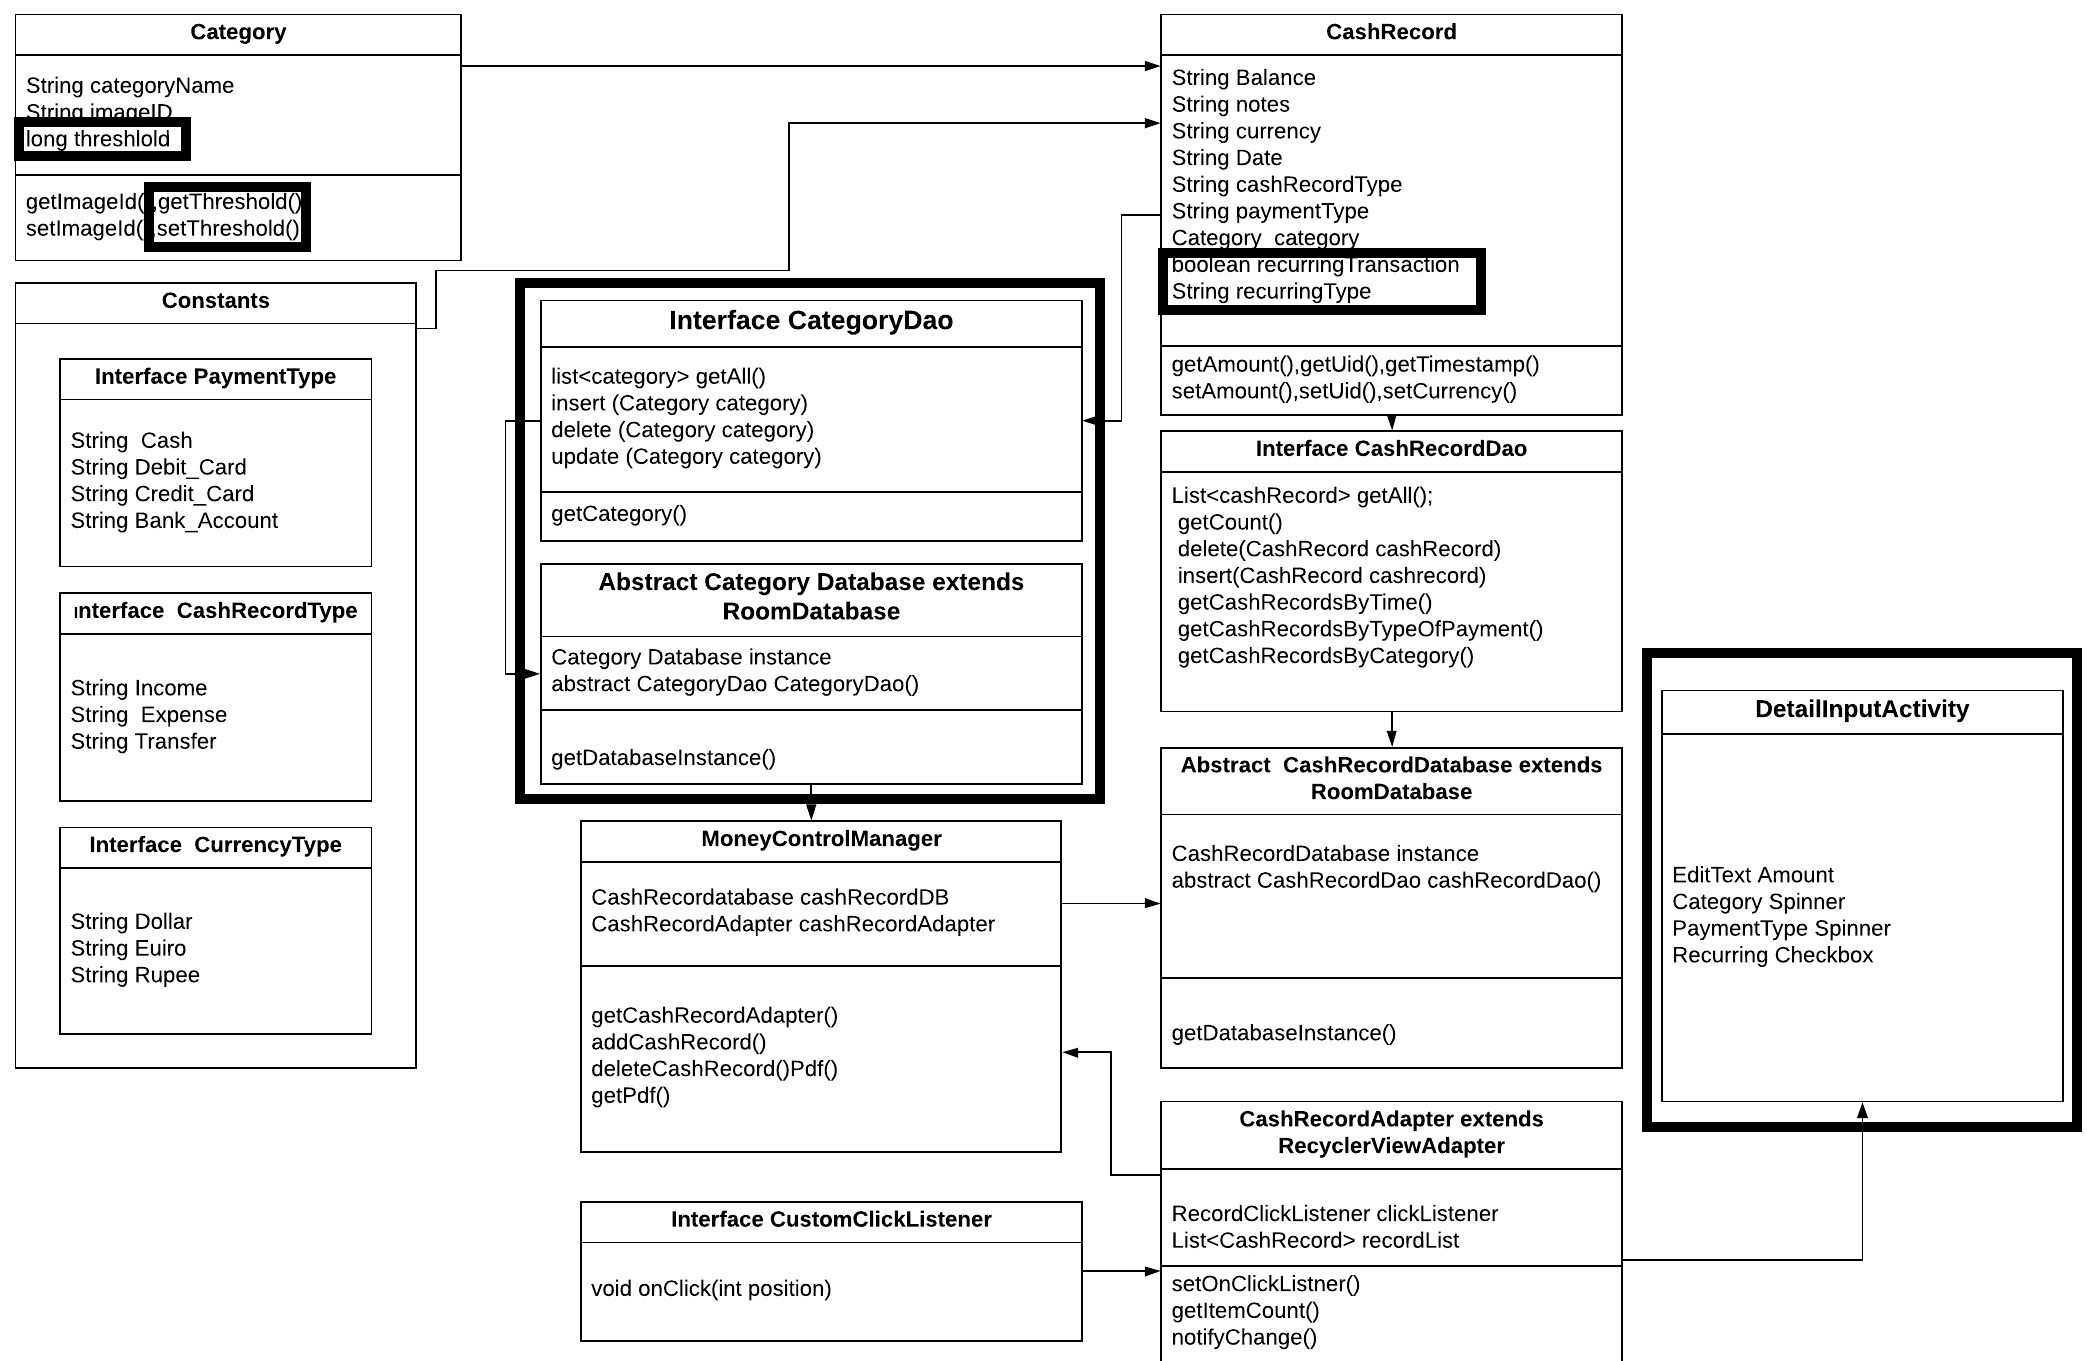 Category
String categoryName
String imageID
long threshlold
getImageId(),getThreshold()
setImageId(),setThreshold()
Constants
Interface PaymentType
String Cash
String Debit_Card
String Credit_Card
String Bank_Account
Interface CashRecordType
String Income
String Expense
String Transfer
Interface CurrencyType
String Dollar
String Euiro
String Rupee
Interface CategoryDao
list<category> getAll()
insert (Category category)
delete (Category category)
update (Category category)
getCategory()
Abstract Category Database extends
RoomDatabase
Category Database instance
abstract CategoryDao CategoryDao()
getDatabaseInstance()
MoneyControlManager
CashRecordatabase cashRecordDB
CashRecordAdapter cashRecordAdapter
getCashRecordAdapter()
addCashRecord()
deleteCashRecord()Pdf()
getPdf()
Interface CustomClickListener
void onClick(int position)
CashRecord
String Balance
String notes
String currency
String Date
String cashRecordType
String paymentType
Category category
boolean recurringTransaction
String recurringType
getAmount(),getUid(),getTimestamp()
setAmount(),setUid(),setCurrency()
Interface CashRecordDao
List<cashRecord> getAll();
getCount()
delete(CashRecord cashRecord)
insert(CashRecord cashrecord)
getCashRecordsByTime()
getCashRecordsByTypeOfPayment()
getCashRecordsByCategory()
Abstract CashRecordDatabase extends
RoomDatabase
CashRecordDatabase instance
abstract CashRecordDao cashRecordDao()
getDatabaseInstance()
CashRecordAdapter extends
RecyclerViewAdapter
RecordClickListener clickListener
List<CashRecord> recordList
setOnClickListner()
getItemCount()
notifyChange()
DetailInputActivity
EditText Amount
Category Spinner
PaymentType Spinner
Recurring Checkbox